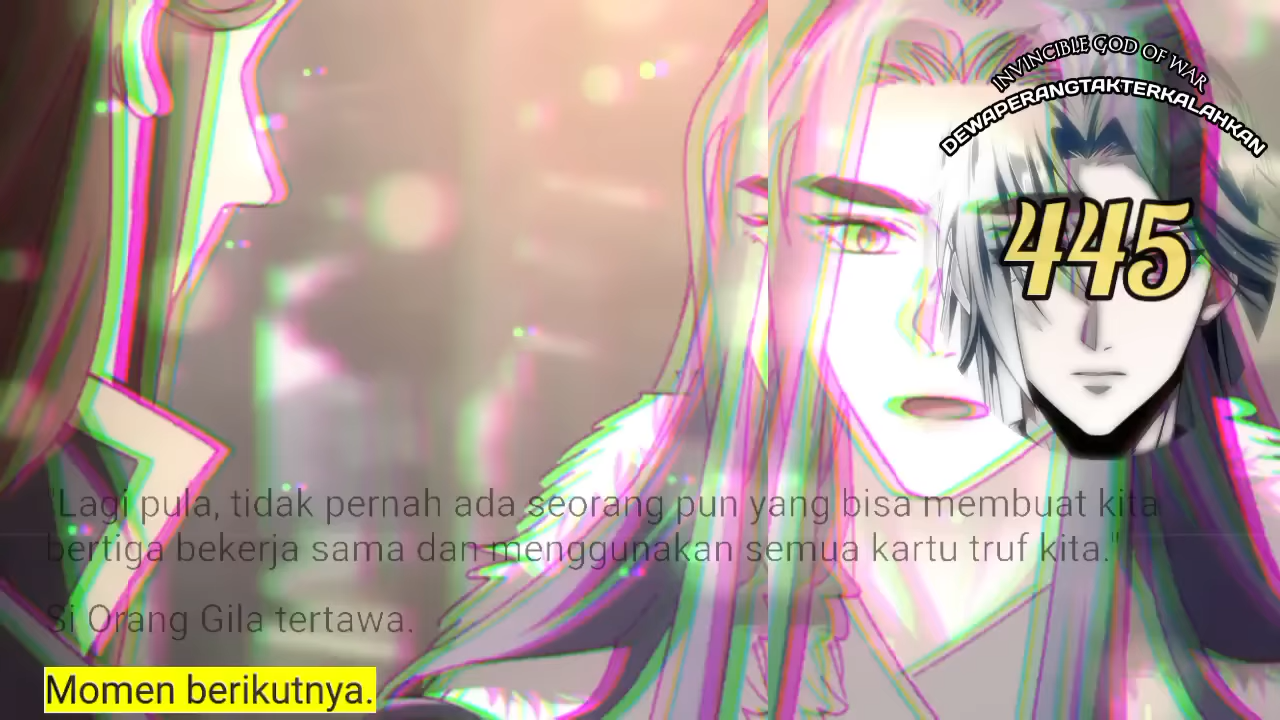 INVINCIBLE GOD OF WAR
DEWAPERANGTAKTERKALAHKAN
445
"Lagi pula, tidak pernah ada seorang pun yang bisa membuat kita
bertiga bekerja sama dan menggunakan semua kartu truf kita."
Si Orang Gila tertawa.
Momen berikutnya.